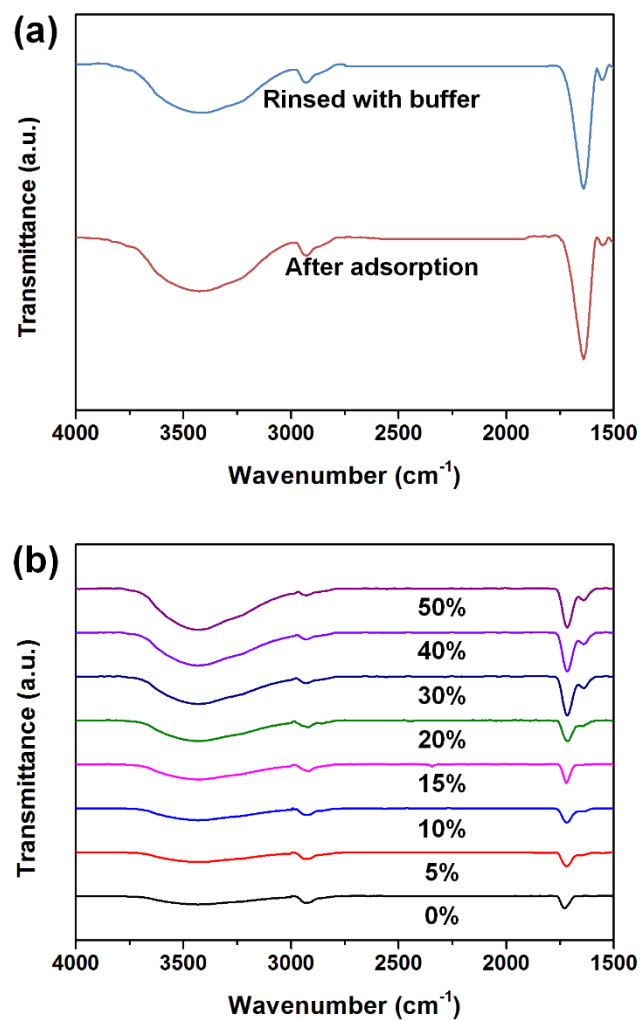 (a)
Transmittance (a.u.)
Rinsed with buffer
After adsorption
4000 3500 3000 2500 2000 1500
Wavenumber (cm⁻¹)
(b)
Transmittance (a.u.)
50%
40%
30%
20%
15%
10%
5%
0%
4000 3500 3000 2500 2000 1500
Wavenumber (cm⁻¹)